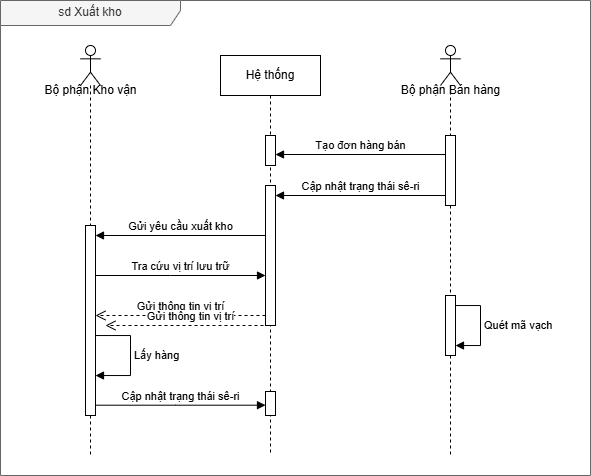 sd Xuất kho
Bộ phận Kho vận
Hệ thống
Bộ phận Bán hàng
Tạo đơn hàng bán
Cập nhật trạng thái sê-ri
Gửi yêu cầu xuất kho
Tra cứu vị trí lưu trữ
Gửi thông tin vị trí
Gửi thông tin vị trí
Quét mã vạch
Lấy hàng
Cập nhật trạng thái sê-ri